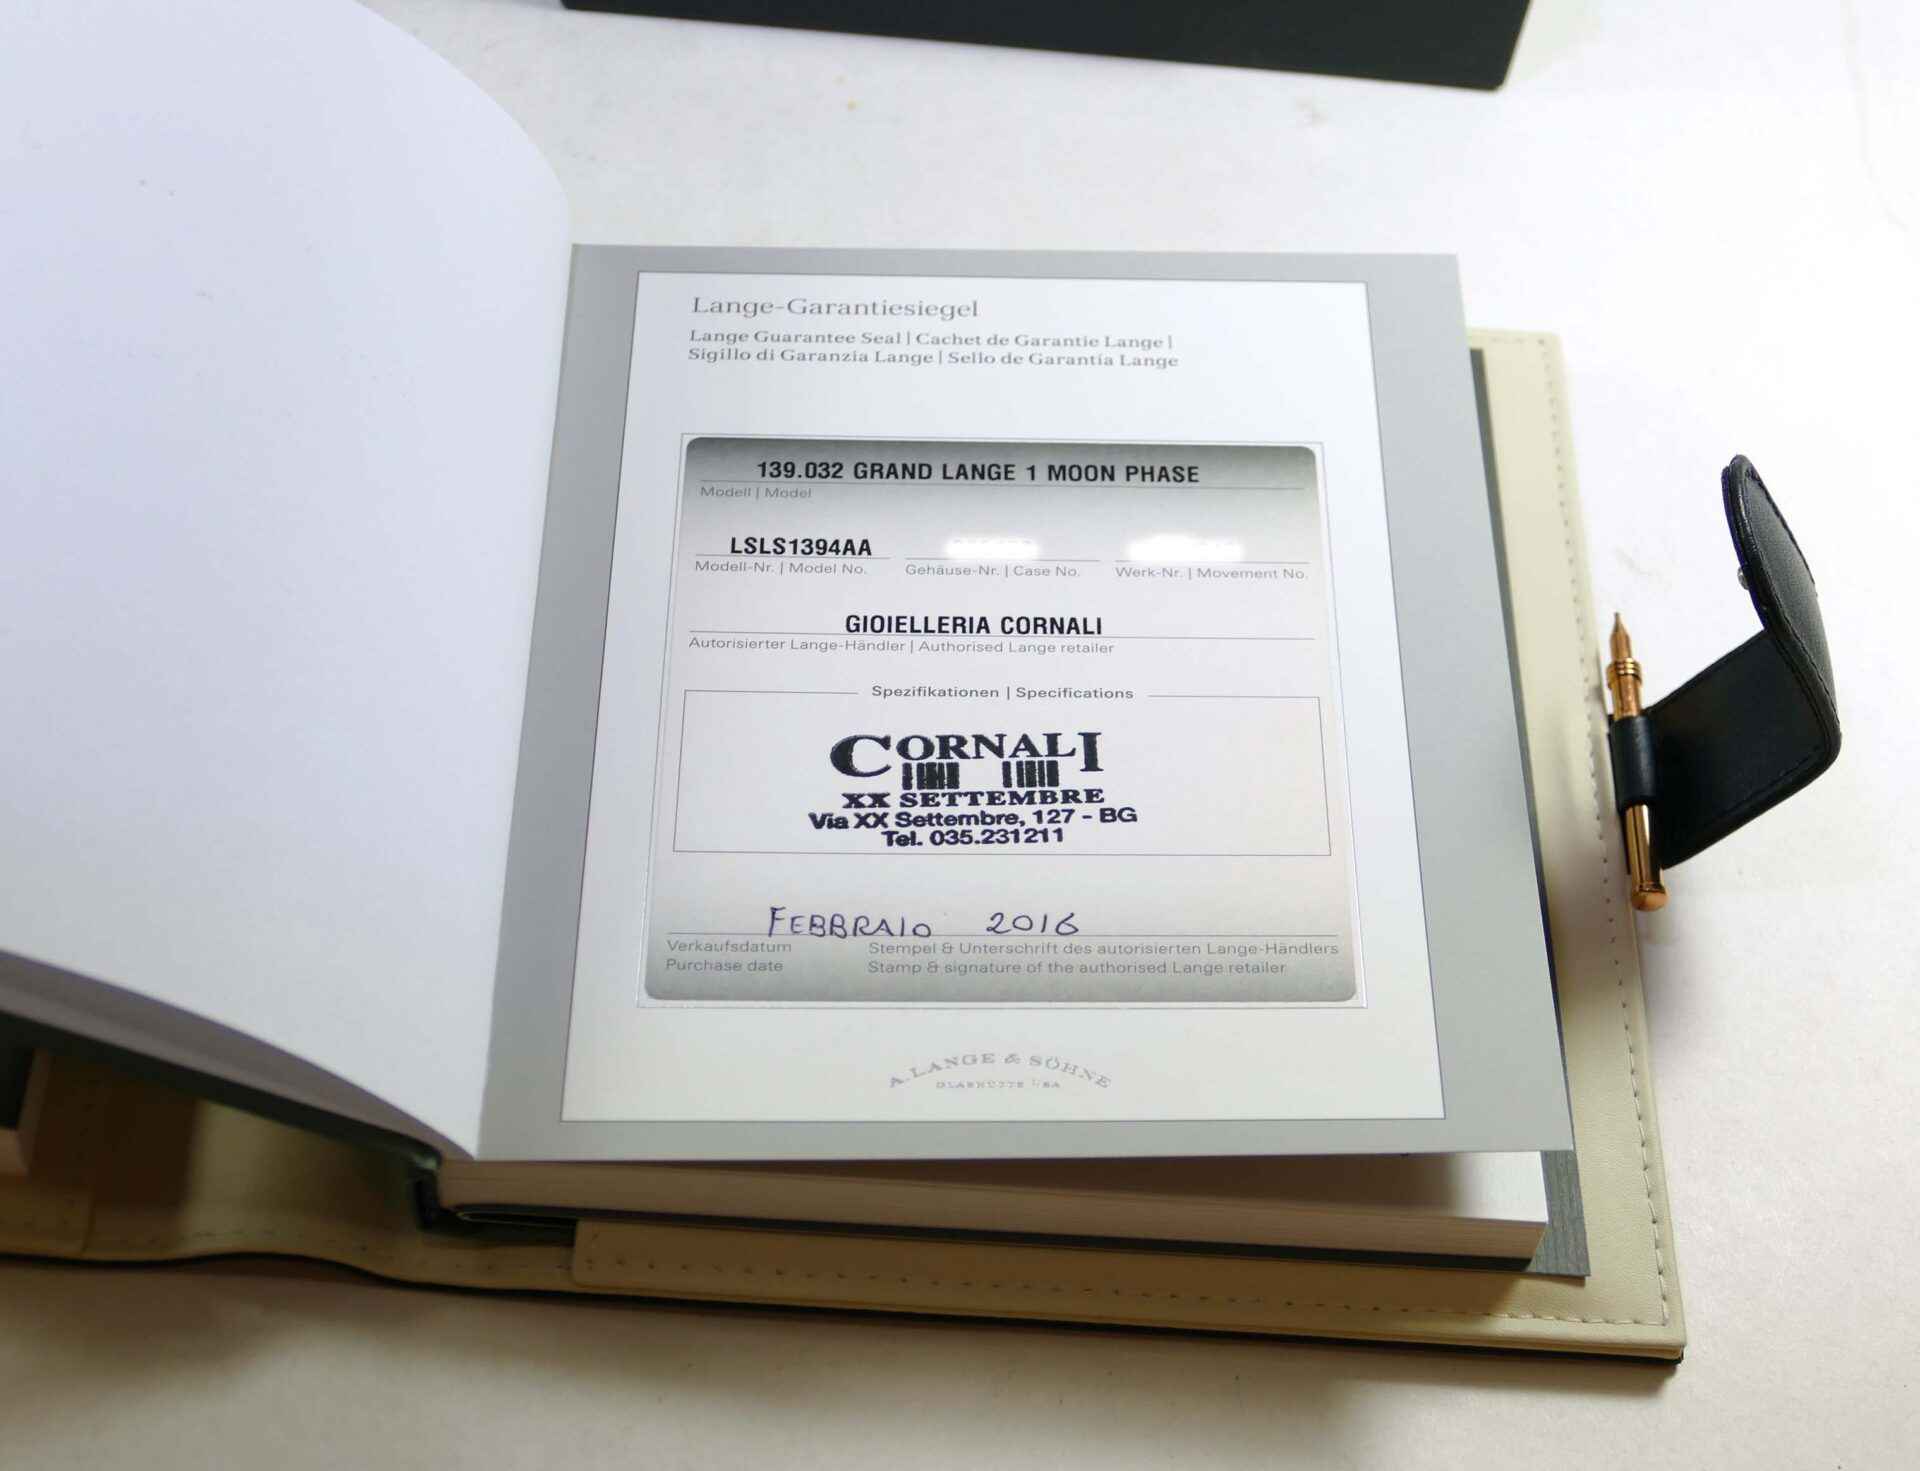 Lange-Garantiesiegel
Lange Guarantee Seal | Cachet de Garantie Lange |
Sigillo di Garanzia Lange | Sello de Garantía Lange
139.032 GRAND LANGE 1 MOON PHASE
Modell | Model
LSLS1394AA
Modell-Nr. | Model No. Gehäuse-Nr. | Case No. Werk-Nr. | Movement No.
GIOIELLERIA CORNALI
Autorisierter Lange-Händler | Authorised Lange retailer
Spezifikationen | Specifications
CORNALI
XX SETTEMBRE
Via XX Settembre, 127 - BG
Tel. 035.231211
FEBBRAIO 2016
Verkaufsdatum Stempel & Unterschrift des autorisierten Lange-Händlers
Purchase date Stamp & signature of the authorised Lange retailer
A. LANGE & SÖHNE
GLASHÜTTE I/SA